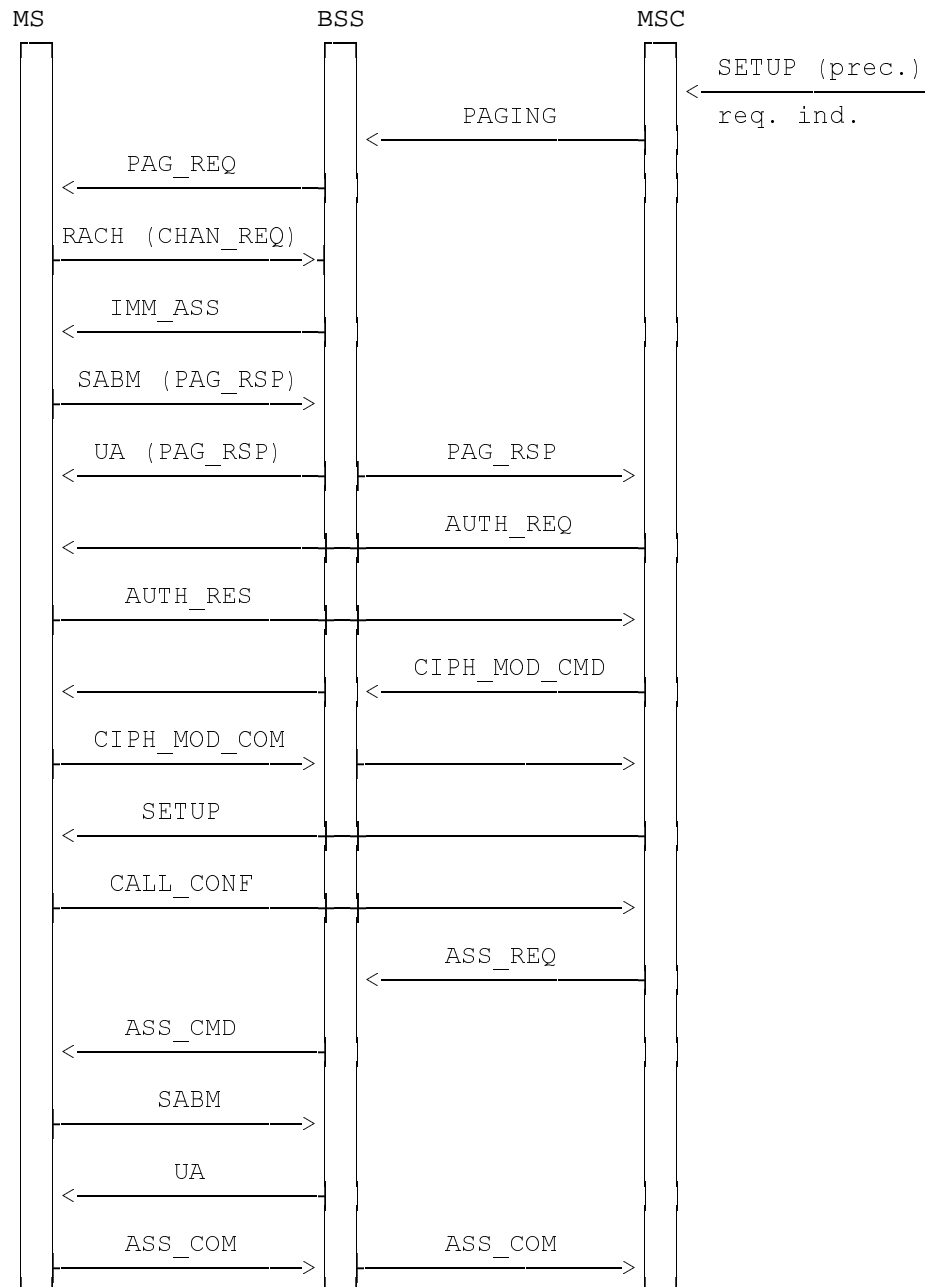 MS BSS MSC
SETUP (prec.)
PAGING
req. ind.
PAG_REQ
RACH (CHAN_REQ)
IMM_ASS
SABM (PAG_RSP)
UA (PAG_RSP) PAG_RSP
AUTH_REQ
AUTH_RES
CIPH_MOD_CMD
CIPH_MOD_COM
SETUP
CALL_CONF
ASS_REQ
ASS_CMD
SABM
UA
ASS_COM ASS_COM